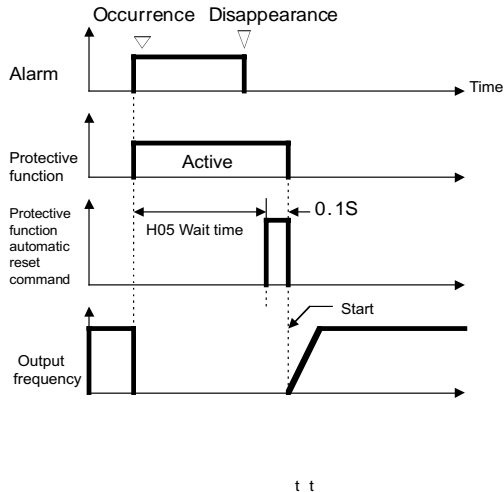 Occurrence Disappearance
Alarm
Time
Protective
function
Active
Protective
function
automatic
reset
command
H05 Wait time
0.1S
Start
Output
frequency
t t